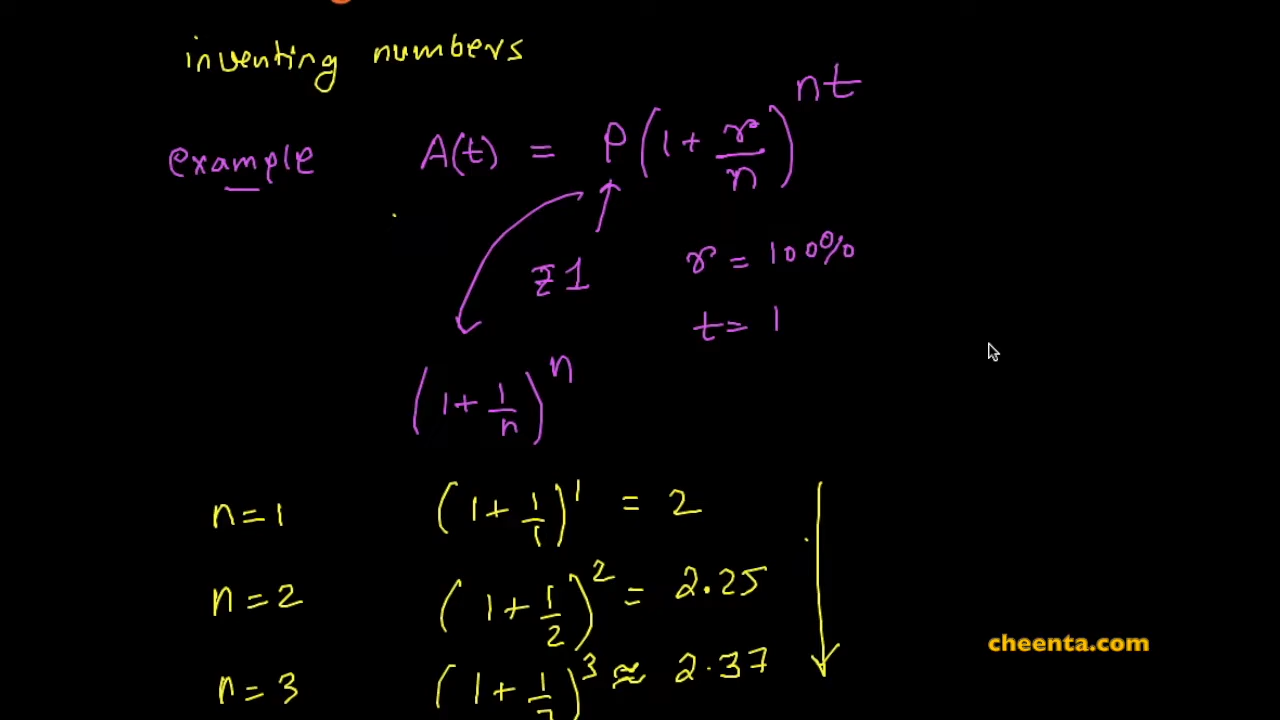 inventing numbers
example A(t) = P(1 + r/n)^nt
₹1 r = 100%
t = 1
(1 + 1/n)^n
n = 1 (1 + 1/1)^1 = 2
n = 2 (1 + 1/2)^2 = 2.25
n = 3 (1 + 1/3)^3 ≈ 2.37
cheenta.com